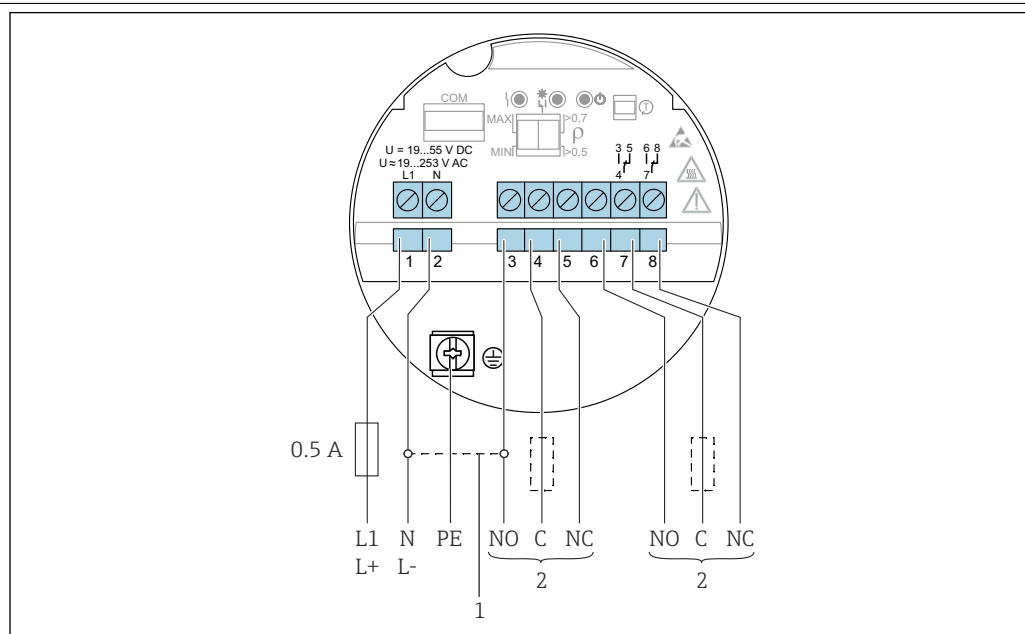 COM
MAX
>0,7
ρ
MIN
>0,5
T
U = 19...55 V DC
U ≈ 19...253 V AC
L1 N
3 5
4
6 8
7
1 2 3 4 5 6 7 8
0.5 A
L1 N PE NO C NC NO C NC
L+ L-
2 2
1